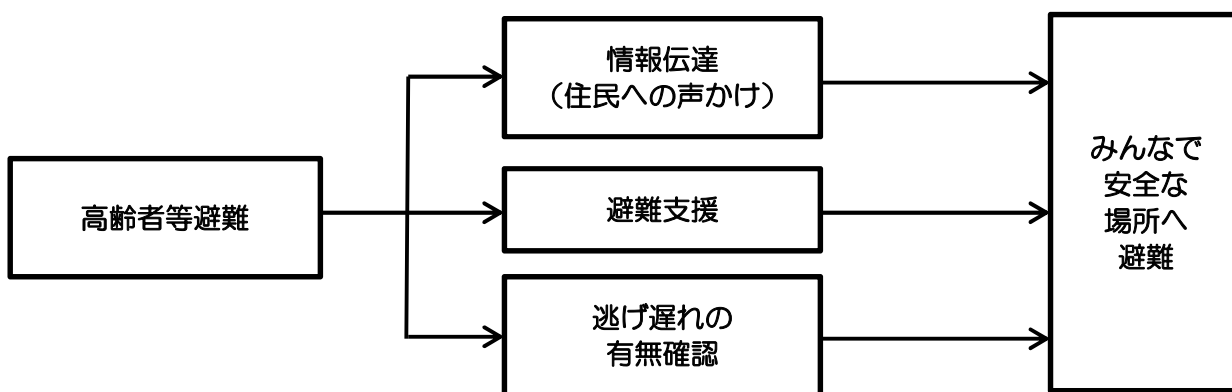 高齢者等避難
情報伝達
（住民への声かけ）
避難支援
逃げ遅れの
有無確認
みんなで
安全な
場所へ
避難